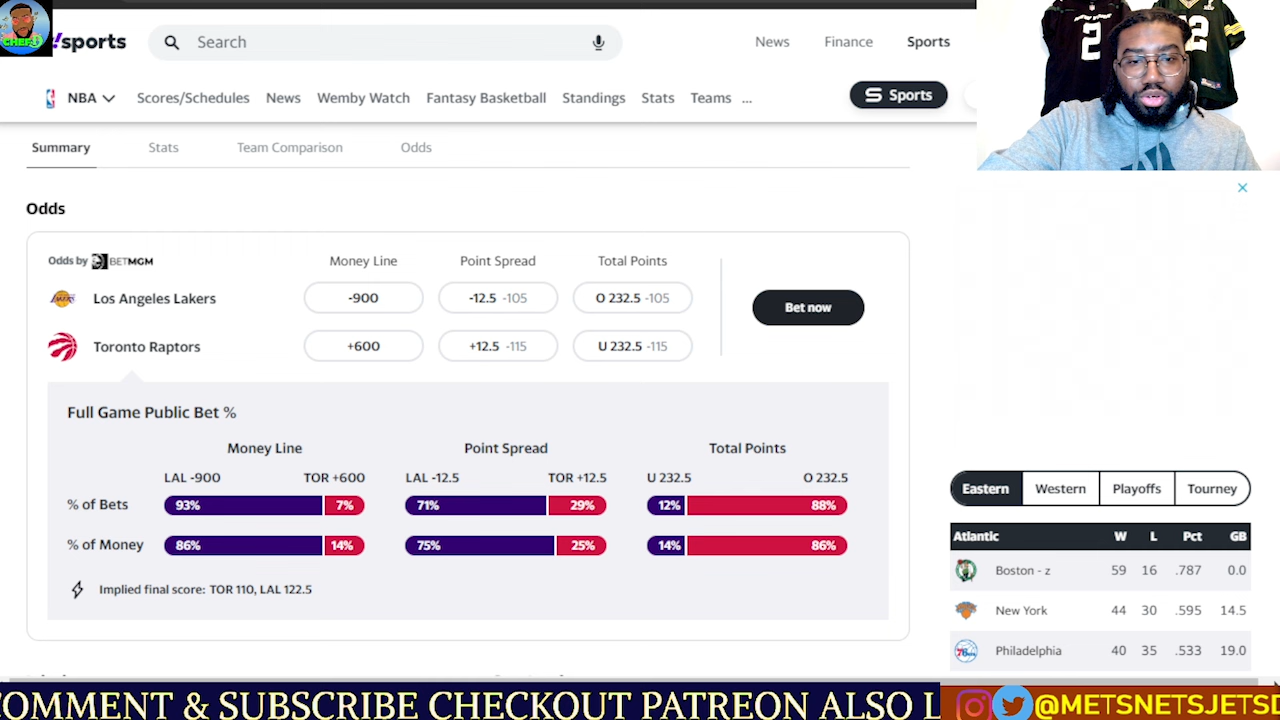 CHEFJ
!sports
Search
News Finance Sports
NBA Scores/Schedules News Wemby Watch Fantasy Basketball Standings Stats Teams ...
Sports
Summary Stats Team Comparison Odds
Odds
Odds by BETMGM Money Line Point Spread Total Points
Los Angeles Lakers -900 -12.5 -105 O 232.5 -105
Bet now
Toronto Raptors +600 +12.5 -115 U 232.5 -115
Full Game Public Bet %
Money Line Point Spread Total Points
LAL -900 TOR +600 LAL -12.5 TOR +12.5 U 232.5 O 232.5
% of Bets 93% 7% 71% 29% 12% 88%
% of Money 86% 14% 75% 25% 14% 86%
Implied final score: TOR 110, LAL 122.5
Eastern Western Playoffs Tourney
Atlantic W L Pct GB
Boston - z 59 16 .787 0.0
New York 44 30 .595 14.5
Philadelphia 40 35 .533 19.0
2
12
COMMENT & SUBSCRIBE CHECKOUT PATREON ALSO L
@METSNETSJETSL